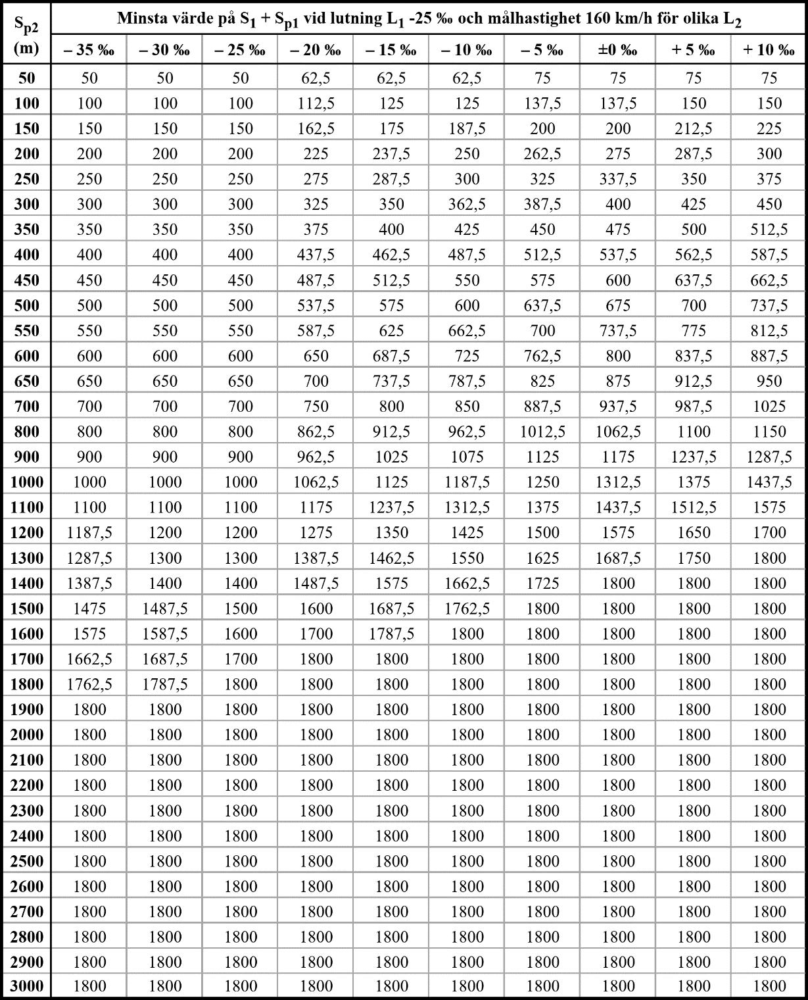 S_p2 (m) Minsta värde på S_1 + S_p1 vid lutning L_1 -25 ‰ och målhastighet 160 km/h för olika L_2
– 35 ‰ – 30 ‰ – 25 ‰ – 20 ‰ – 15 ‰ – 10 ‰ – 5 ‰ ±0 ‰ + 5 ‰ + 10 ‰
50 50 50 50 62,5 62,5 62,5 75 75 75 75
100 100 100 100 112,5 125 125 137,5 137,5 150 150
150 150 150 150 162,5 175 187,5 200 200 212,5 225
200 200 200 200 225 237,5 250 262,5 275 287,5 300
250 250 250 250 275 287,5 300 325 337,5 350 375
300 300 300 300 325 350 362,5 387,5 400 425 450
350 350 350 350 375 400 425 450 475 500 512,5
400 400 400 400 437,5 462,5 487,5 512,5 537,5 562,5 587,5
450 450 450 450 487,5 512,5 550 575 600 637,5 662,5
500 500 500 500 537,5 575 600 637,5 675 700 737,5
550 550 550 550 587,5 625 662,5 700 737,5 775 812,5
600 600 600 600 650 687,5 725 762,5 800 837,5 887,5
650 650 650 650 700 737,5 787,5 825 875 912,5 950
700 700 700 700 750 800 850 887,5 937,5 987,5 1025
800 800 800 800 862,5 912,5 962,5 1012,5 1062,5 1100 1150
900 900 900 900 962,5 1025 1075 1125 1175 1237,5 1287,5
1000 1000 1000 1000 1062,5 1125 1187,5 1250 1312,5 1375 1437,5
1100 1100 1100 1100 1175 1237,5 1312,5 1375 1437,5 1512,5 1575
1200 1187,5 1200 1200 1275 1350 1425 1500 1575 1650 1700
1300 1287,5 1300 1300 1387,5 1462,5 1550 1625 1687,5 1750 1800
1400 1387,5 1400 1400 1487,5 1575 1662,5 1725 1800 1800 1800
1500 1475 1487,5 1500 1600 1687,5 1762,5 1800 1800 1800 1800
1600 1575 1587,5 1600 1700 1787,5 1800 1800 1800 1800 1800
1700 1662,5 1687,5 1700 1800 1800 1800 1800 1800 1800 1800
1800 1762,5 1787,5 1800 1800 1800 1800 1800 1800 1800 1800
1900 1800 1800 1800 1800 1800 1800 1800 1800 1800 1800
2000 1800 1800 1800 1800 1800 1800 1800 1800 1800 1800
2100 1800 1800 1800 1800 1800 1800 1800 1800 1800 1800
2200 1800 1800 1800 1800 1800 1800 1800 1800 1800 1800
2300 1800 1800 1800 1800 1800 1800 1800 1800 1800 1800
2400 1800 1800 1800 1800 1800 1800 1800 1800 1800 1800
2500 1800 1800 1800 1800 1800 1800 1800 1800 1800 1800
2600 1800 1800 1800 1800 1800 1800 1800 1800 1800 1800
2700 1800 1800 1800 1800 1800 1800 1800 1800 1800 1800
2800 1800 1800 1800 1800 1800 1800 1800 1800 1800 1800
2900 1800 1800 1800 1800 1800 1800 1800 1800 1800 1800
3000 1800 1800 1800 1800 1800 1800 1800 1800 1800 1800